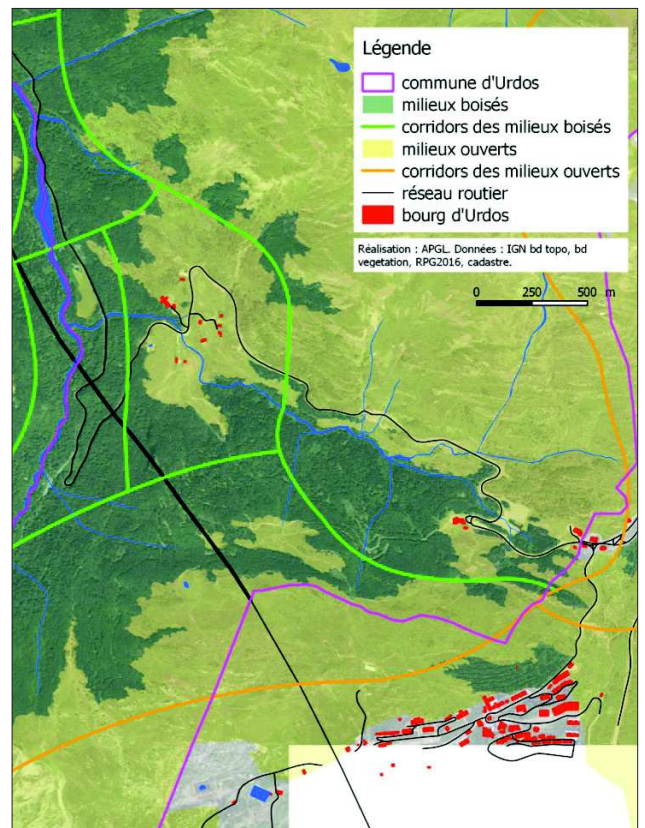 Légende
commune d'Urdos
milieux boisés
corridors des milieux boisés
milieux ouverts
corridors des milieux ouverts
réseau routier
bourg d'Urdos
Réalisation : APGL. Données : IGN bd topo, bd
vegetation, RPG2016, cadastre.
0 250 500 m